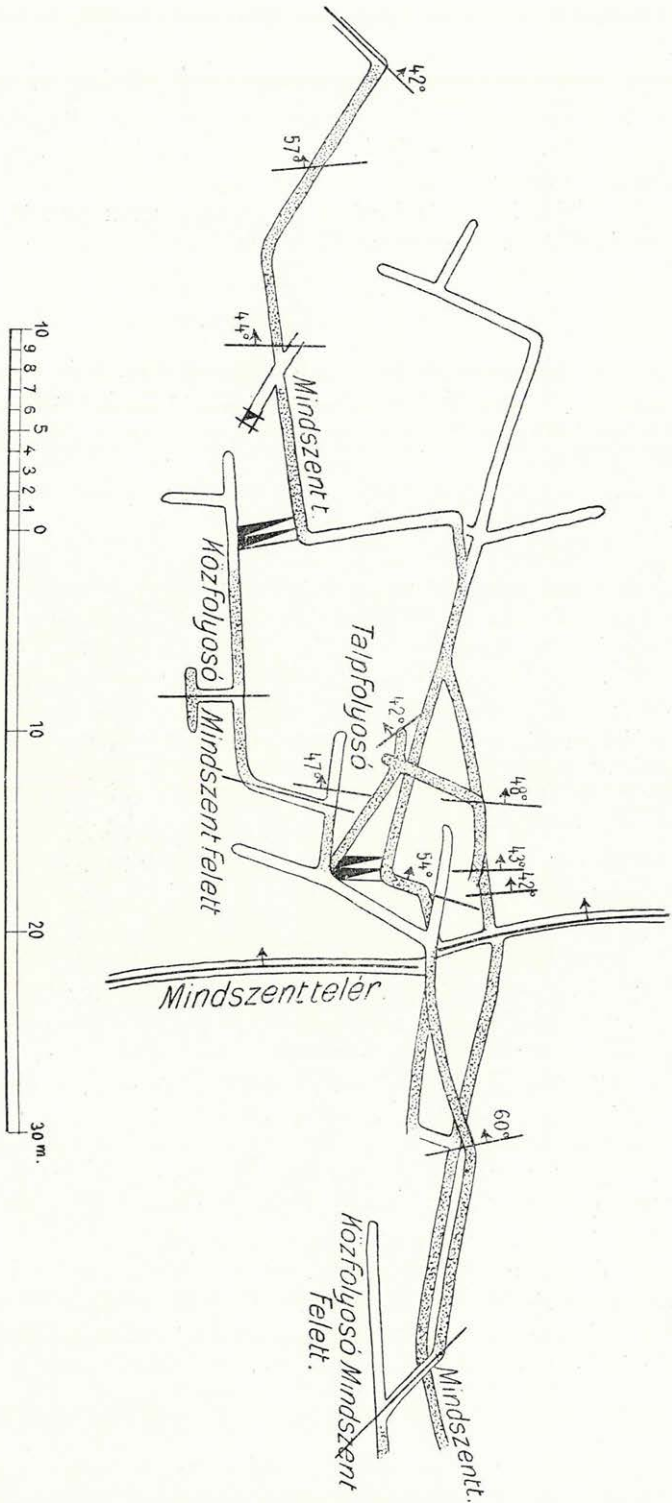 42°
57°
44°
Mindszentt.
Közfolyosó
Mindszent Felett
Talpfolyosó
42°
47°
48°
54°
43°
42°
Mindszenttelér.
60°
Közfolyosó Mindszent
Felett.
Mindszentt.
10 9 8 7 6 5 4 3 2 1 0 10 20 30 m.